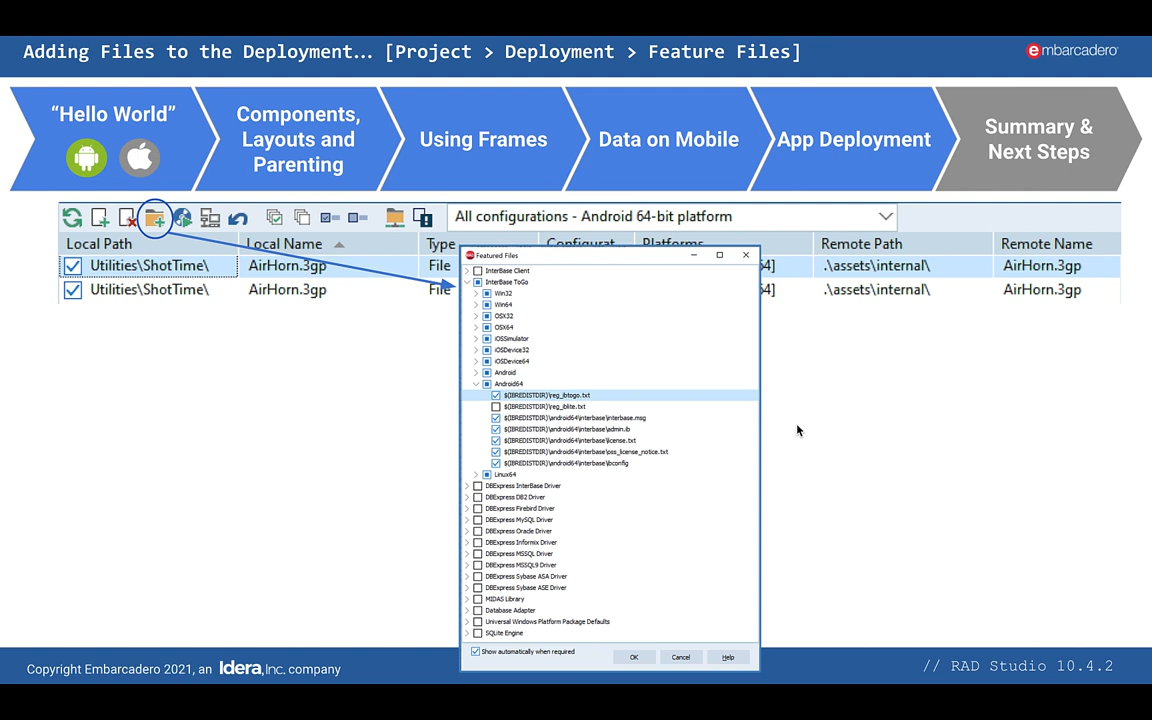 Adding Files to the Deployment... [Project > Deployment > Feature Files]
embarcadero
“Hello World”
Components,
Layouts and
Parenting
Using Frames
Data on Mobile
App Deployment
Summary &
Next Steps
All configurations - Android 64-bit platform
Local Path Local Name Type Configurat... Platforms Remote Path Remote Name
Utilities\ShotTime\ AirHorn.3gp File 64] .\assets\internal\ AirHorn.3gp
Utilities\ShotTime\ AirHorn.3gp File 64] .\assets\internal\ AirHorn.3gp
Featured Files
InterBase Client
InterBase ToGo
Win32
Win64
OSX32
OSX64
iOSSimulator
iOSDevice32
iOSDevice64
Android
Android64
$(IBREDISTDIR)\reg_ibtogo.txt
$(IBREDISTDIR)\reg_iblite.txt
$(IBREDISTDIR)\android64\interbase\interbase.msg
$(IBREDISTDIR)\android64\interbase\admin.ib
$(IBREDISTDIR)\android64\interbase\license.txt
$(IBREDISTDIR)\android64\interbase\oss_license_notice.txt
$(IBREDISTDIR)\android64\interbase\ibconfig
Linux64
DBExpress InterBase Driver
DBExpress DB2 Driver
DBExpress Firebird Driver
DBExpress MySQL Driver
DBExpress Oracle Driver
DBExpress Informix Driver
DBExpress MSSQL Driver
DBExpress MSSQL9 Driver
DBExpress Sybase ASA Driver
DBExpress Sybase ASE Driver
MIDAS Library
Database Adapter
Universal Windows Platform Package Defaults
SQLite Engine
Show automatically when required
OK Cancel Help
Copyright Embarcadero 2021, an Idera, Inc. company
// RAD Studio 10.4.2